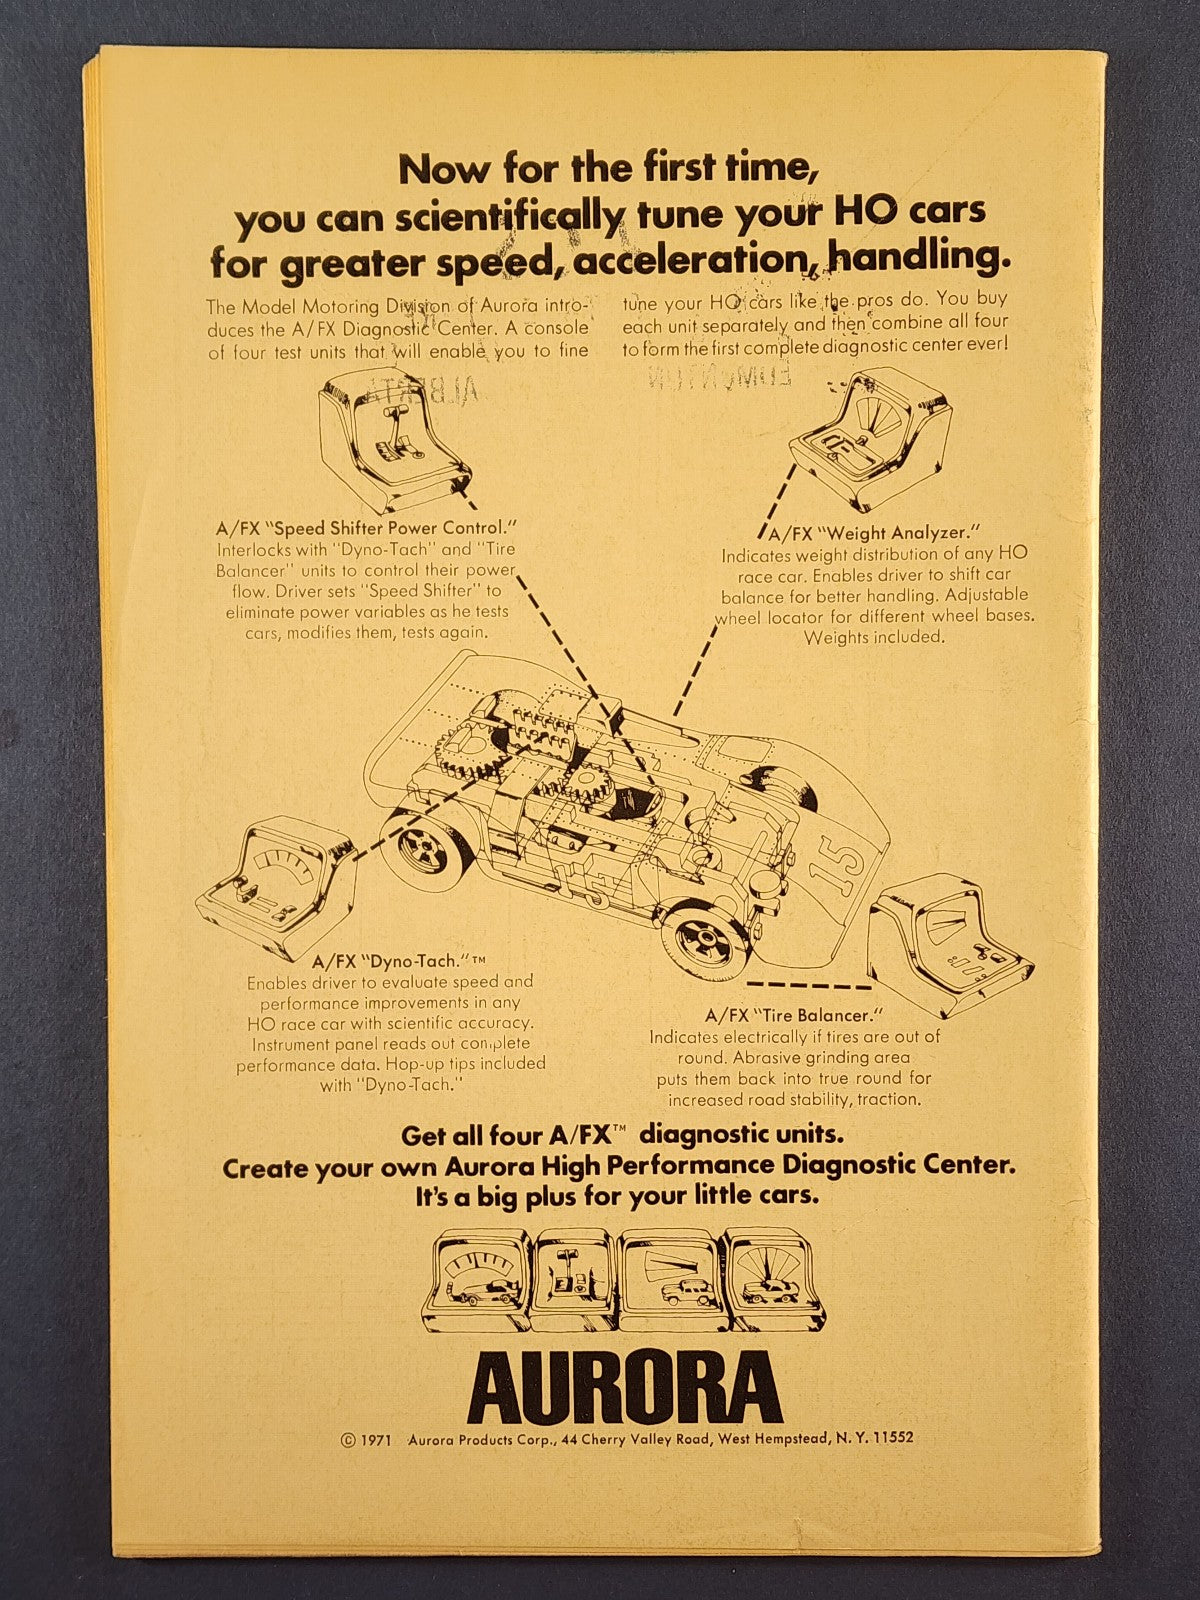 Now for the first time,
you can scientifically tune your HO cars
for greater speed, acceleration, handling.
The Model Motoring Division of Aurora intro-
duces the A/FX Diagnostic Center. A console
of four test units that will enable you to fine
tune your HO cars like the pros do. You buy
each unit separately and then combine all four
to form the first complete diagnostic center ever!
ALBERTA
EDMONTON
A/FX "Speed Shifter Power Control."
Interlocks with "Dyno-Tach" and "Tire
Balancer" units to control their power
flow. Driver sets "Speed Shifter" to
eliminate power variables as he tests
cars, modifies them, tests again.
A/FX "Weight Analyzer."
Indicates weight distribution of any HO
race car. Enables driver to shift car
balance for better handling. Adjustable
wheel locator for different wheel bases.
Weights included.
15
15
A/FX "Dyno-Tach."™
Enables driver to evaluate speed and
performance improvements in any
HO race car with scientific accuracy.
Instrument panel reads out complete
performance data. Hop-up tips included
with "Dyno-Tach."
A/FX "Tire Balancer."
Indicates electrically if tires are out of
round. Abrasive grinding area
puts them back into true round for
increased road stability, traction.
Get all four A/FX™ diagnostic units.
Create your own Aurora High Performance Diagnostic Center.
It's a big plus for your little cars.
AURORA
© 1971 Aurora Products Corp., 44 Cherry Valley Road, West Hempstead, N. Y. 11552